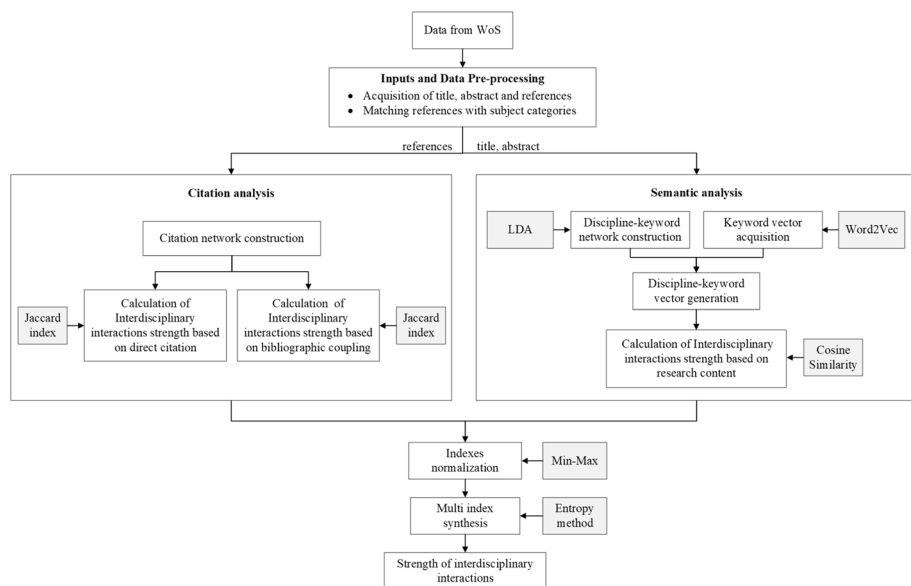 Data from WoS
Inputs and Data Pre-processing
• Acquisition of title, abstract and references
• Matching references with subject categories
references
title, abstract
Citation analysis
Citation network construction
Jaccard
index
Calculation of
Interdisciplinary
interactions strength based
on direct citation
Calculation of
Interdisciplinary
interactions strength based
on bibliographic coupling
Jaccard
index
Semantic analysis
LDA
Discipline-keyword
network construction
Keyword vector
acquisition
Word2Vec
Discipline-keyword
vector generation
Calculation of Interdisciplinary
interactions strength based on
research content
Cosine
Similarity
Indexes
normalization
Min-Max
Multi index
synthesis
Entropy
method
Strength of interdisciplinary
interactions